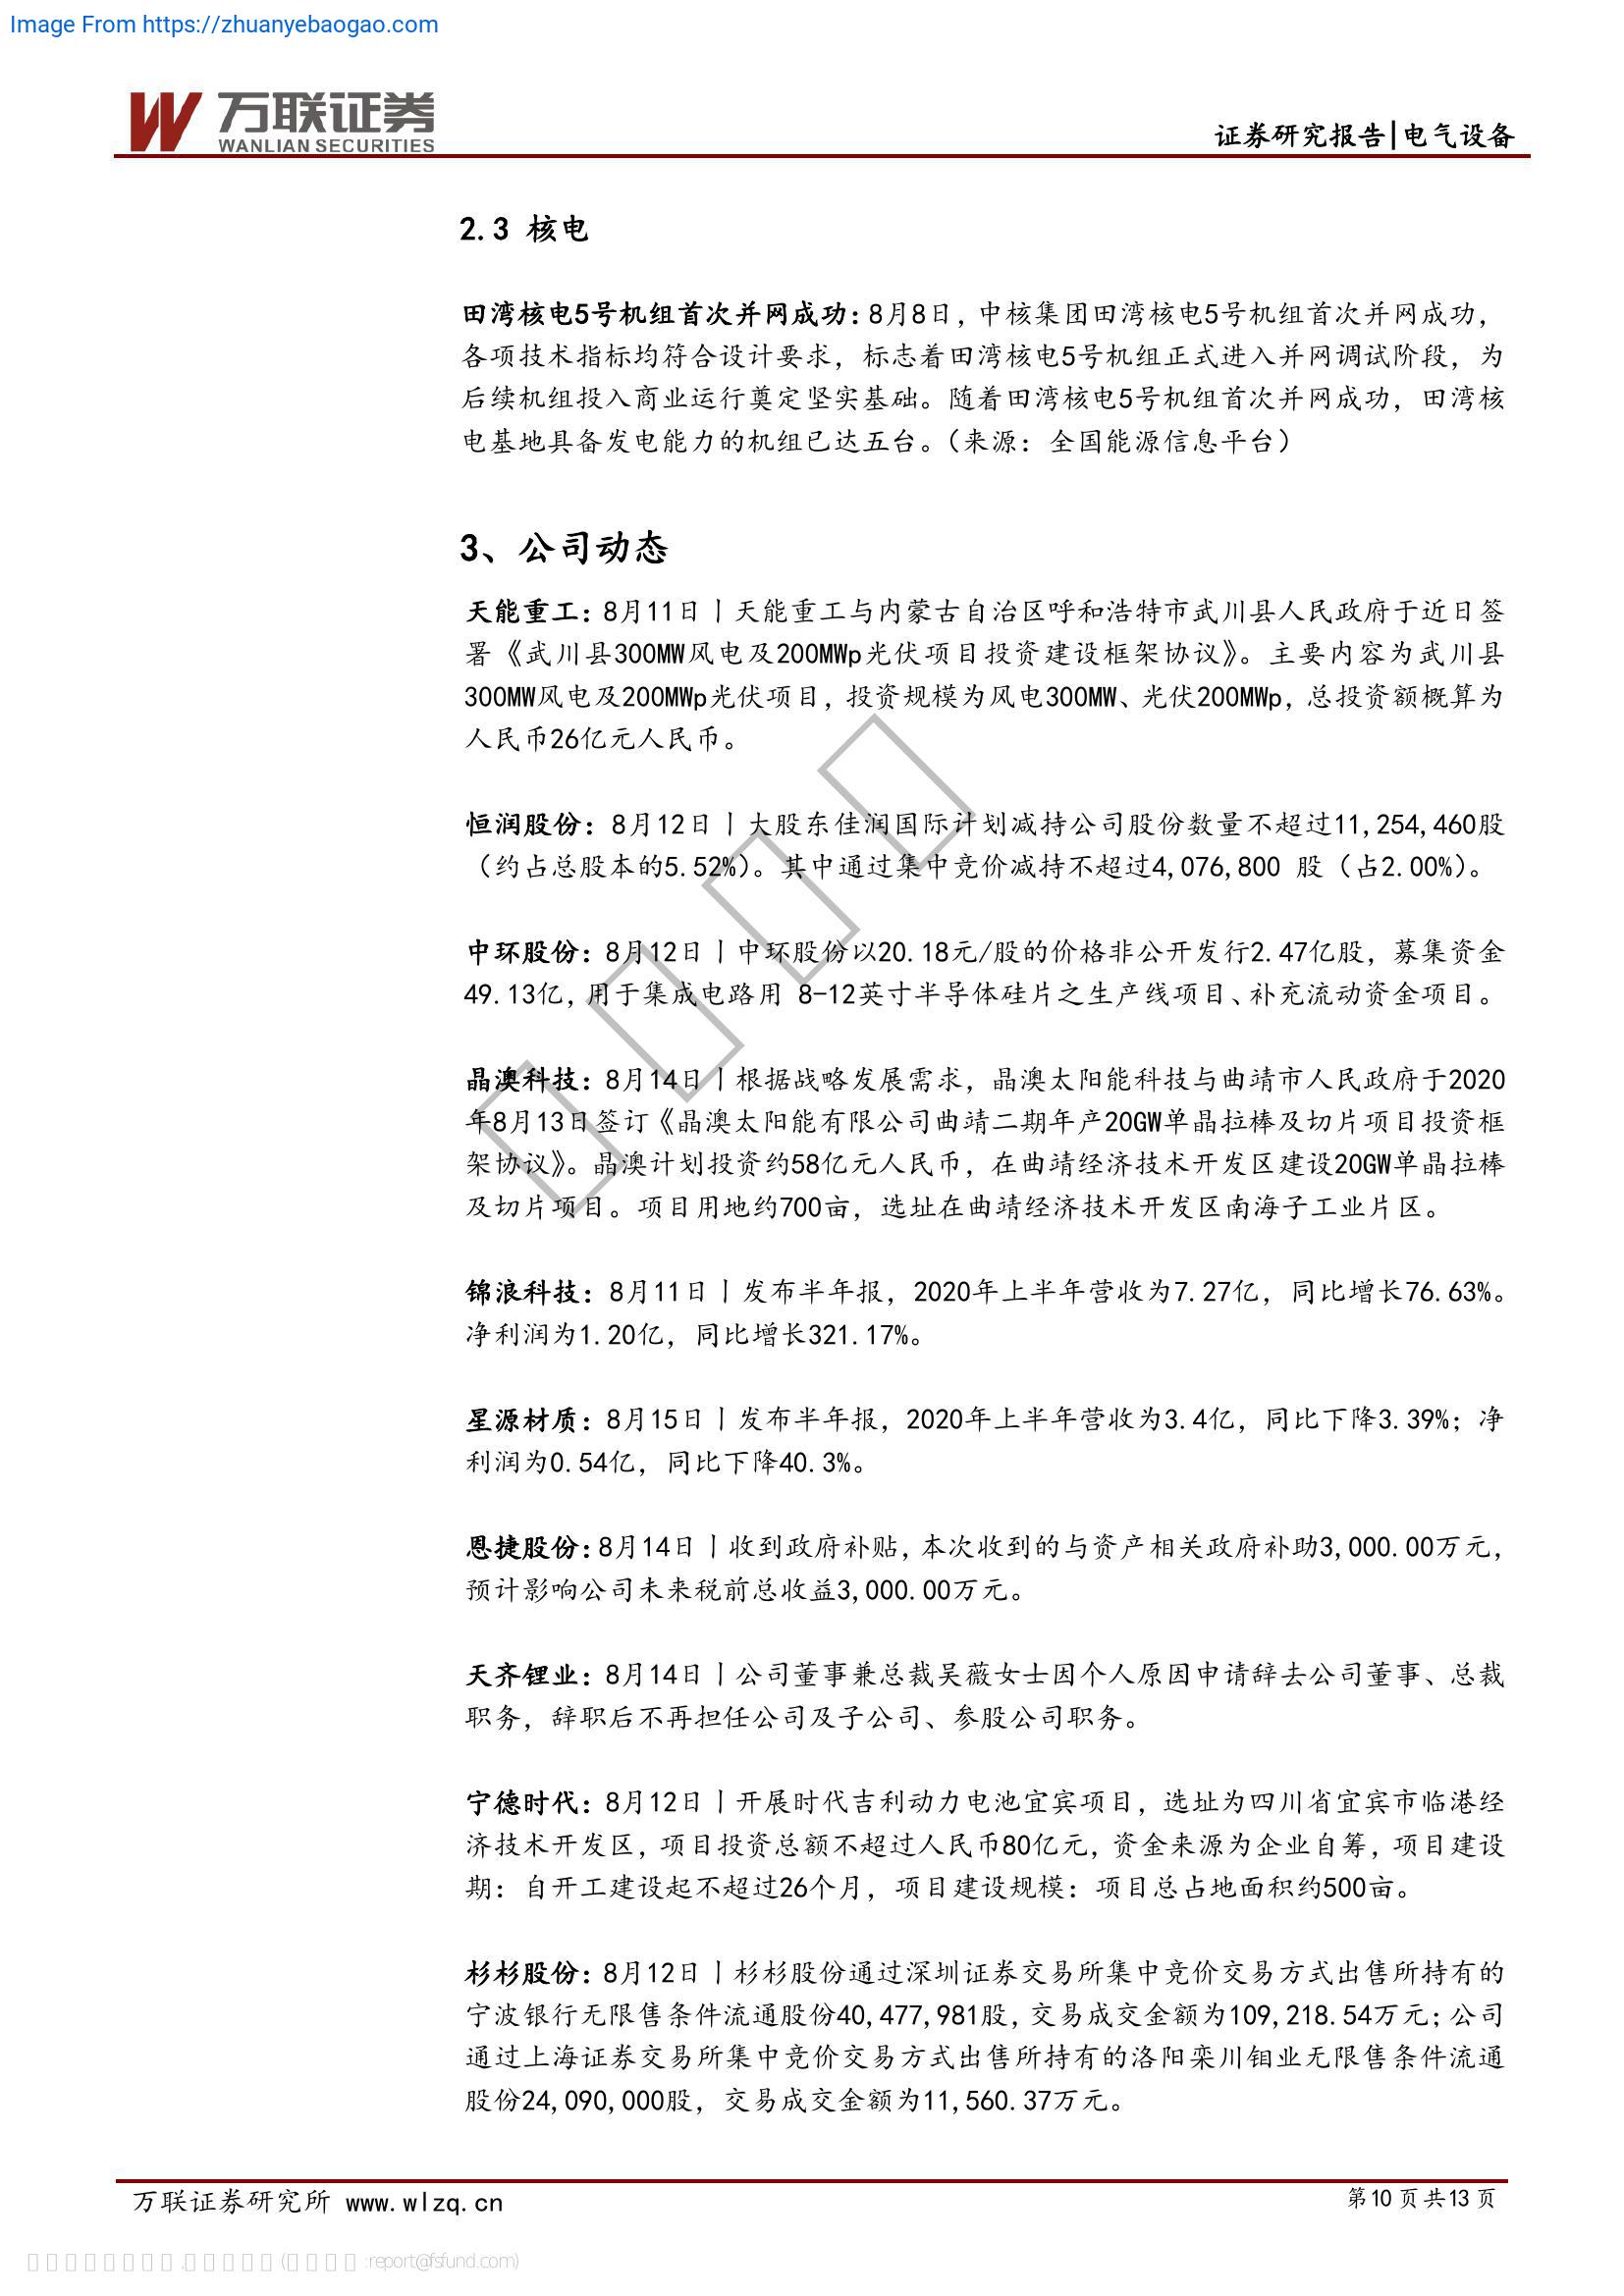 Image From https://zhuanyebaogao.com
万联证券
WANLIAN SECURITIES
证券研究报告|电气设备
2.3 核电
田湾核电5号机组首次并网成功：8月8日，中核集团田湾核电5号机组首次并网成功，
各项技术指标均符合设计要求，标志着田湾核电5号机组正式进入并网调试阶段，为
后续机组投入商业运行奠定坚实基础。随着田湾核电5号机组首次并网成功，田湾核
电基地具备发电能力的机组已达五台。（来源：全国能源信息平台）
3、公司动态
天能重工：8月11日丨天能重工与内蒙古自治区呼和浩特市武川县人民政府于近日签
署《武川县300MW风电及200MWp光伏项目投资建设框架协议》。主要内容为武川县
300MW风电及200MWp光伏项目，投资规模为风电300MW、光伏200MWp，总投资额概算为
人民币26亿元人民币。
恒润股份：8月12日丨大股东佳润国际计划减持公司股份数量不超过11,254,460股
（约占总股本的5.52%）。其中通过集中竞价减持不超过4,076,800 股（占2.00%）。
中环股份：8月12日丨中环股份以20.18元/股的价格非公开发行2.47亿股，募集资金
49.13亿，用于集成电路用 8-12英寸半导体硅片之生产线项目、补充流动资金项目。
晶澳科技：8月14日丨根据战略发展需求，晶澳太阳能科技与曲靖市人民政府于2020
年8月13日签订《晶澳太阳能有限公司曲靖二期年产20GW单晶拉棒及切片项目投资框
架协议》。晶澳计划投资约58亿元人民币，在曲靖经济技术开发区建设20GW单晶拉棒
及切片项目。项目用地约700亩，选址在曲靖经济技术开发区南海子工业片区。
锦浪科技：8月11日丨发布半年报，2020年上半年营收为7.27亿，同比增长76.63%。
净利润为1.20亿，同比增长321.17%。
星源材质：8月15日丨发布半年报，2020年上半年营收为3.4亿，同比下降3.39%；净
利润为0.54亿，同比下降40.3%。
恩捷股份：8月14日丨收到政府补贴，本次收到的与资产相关政府补助3,000.00万元，
预计影响公司未来税前总收益3,000.00万元。
天齐锂业：8月14日丨公司董事兼总裁吴薇女士因个人原因申请辞去公司董事、总裁
职务，辞职后不再担任公司及子公司、参股公司职务。
宁德时代：8月12日丨开展时代吉利动力电池宜宾项目，选址为四川省宜宾市临港经
济技术开发区，项目投资总额不超过人民币80亿元，资金来源为企业自筹，项目建设
期：自开工建设起不超过26个月，项目建设规模：项目总占地面积约500亩。
杉杉股份：8月12日丨杉杉股份通过深圳证券交易所集中竞价交易方式出售所持有的
宁波银行无限售条件流通股份40,477,981股，交易成交金额为109,218.54万元；公司
通过上海证券交易所集中竞价交易方式出售所持有的洛阳栾川钼业无限售条件流通
股份24,090,000股，交易成交金额为11,560.37万元。
万联证券研究所 www.wlzq.cn
第10页共13页
report@fsfund.com)